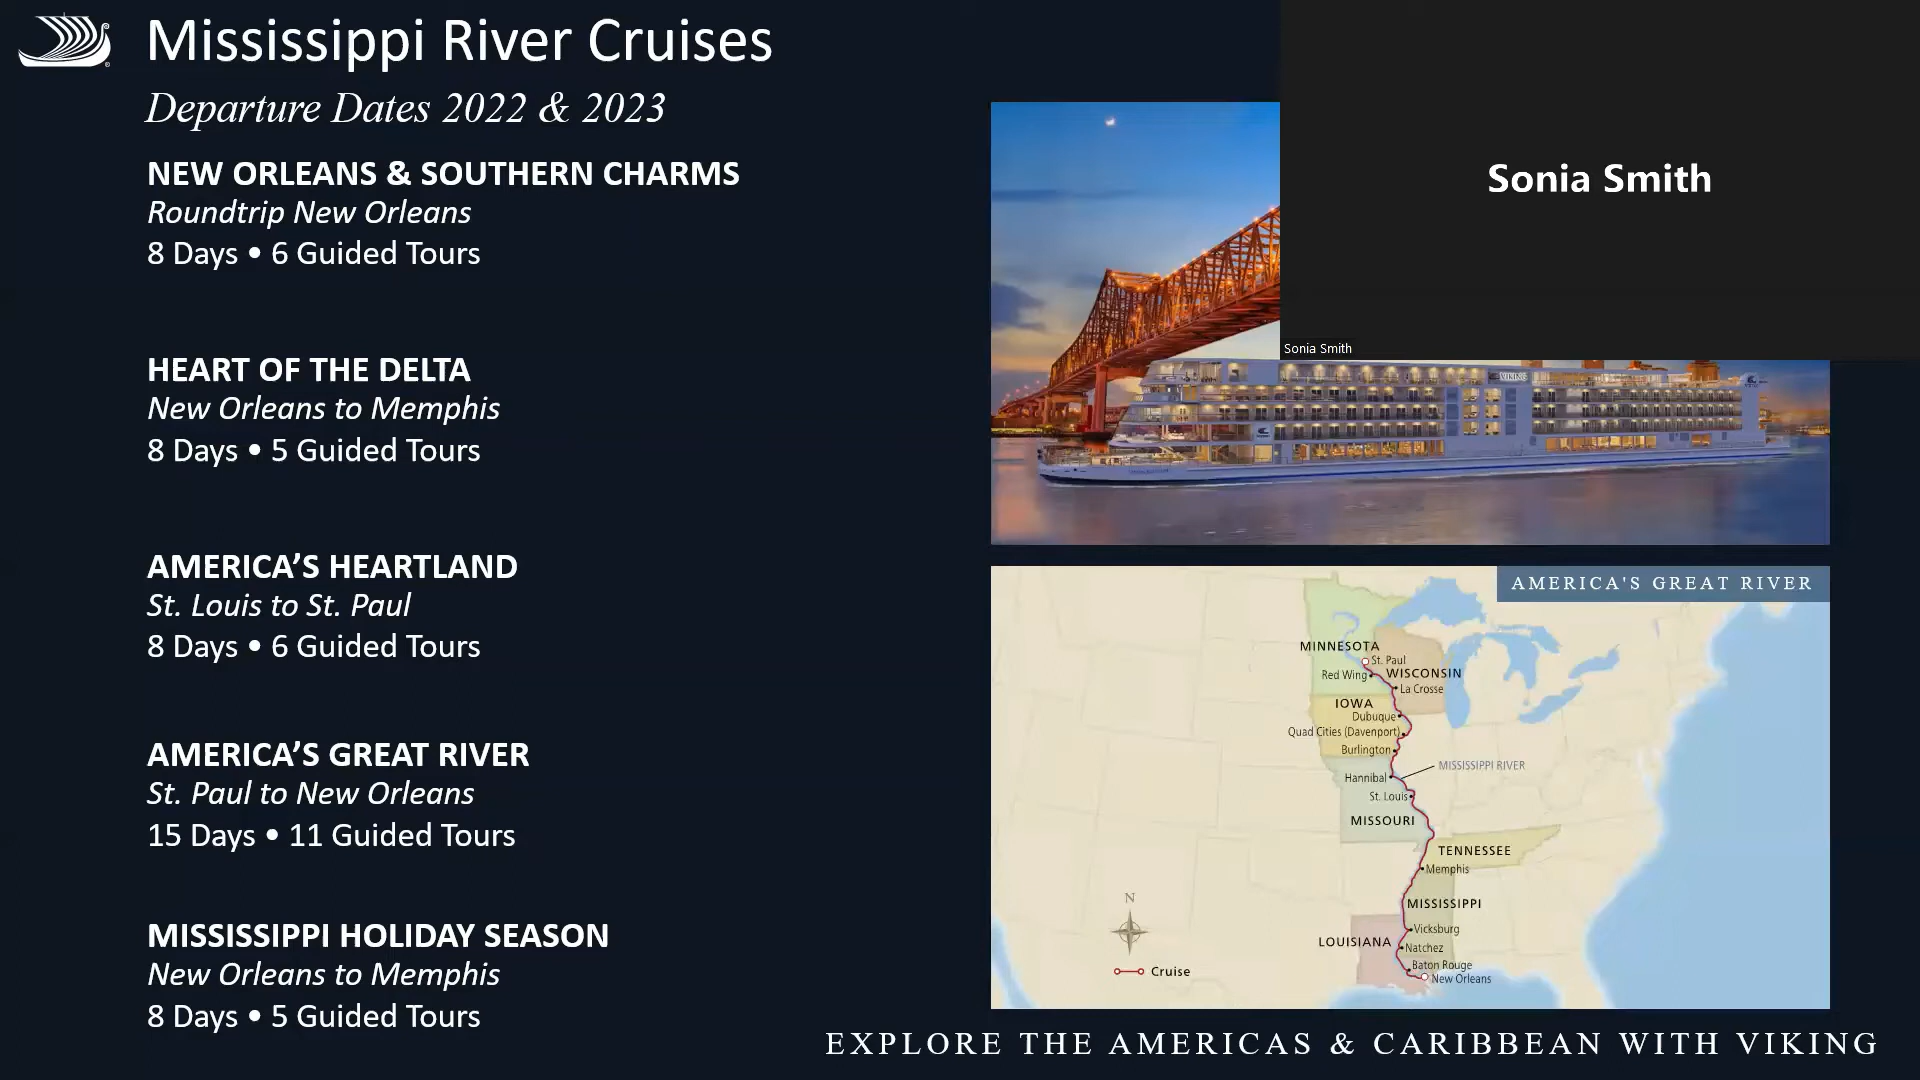 Mississippi River Cruises
Departure Dates 2022 & 2023
NEW ORLEANS & SOUTHERN CHARMS
Roundtrip New Orleans
8 Days • 6 Guided Tours
HEART OF THE DELTA
New Orleans to Memphis
8 Days • 5 Guided Tours
AMERICA’S HEARTLAND
St. Louis to St. Paul
8 Days • 6 Guided Tours
AMERICA’S GREAT RIVER
St. Paul to New Orleans
15 Days • 11 Guided Tours
MISSISSIPPI HOLIDAY SEASON
New Orleans to Memphis
8 Days • 5 Guided Tours
Sonia Smith
Sonia Smith
VIKING
AMERICA'S GREAT RIVER
MINNESOTA
St. Paul
Red Wing
WISCONSIN
La Crosse
IOWA
Dubuque
Quad Cities (Davenport)
Burlington
MISSISSIPPI RIVER
Hannibal
St. Louis
MISSOURI
TENNESSEE
Memphis
MISSISSIPPI
Vicksburg
LOUISIANA
Natchez
Baton Rouge
New Orleans
N
Cruise
EXPLORE THE AMERICAS & CARIBBEAN WITH VIKING